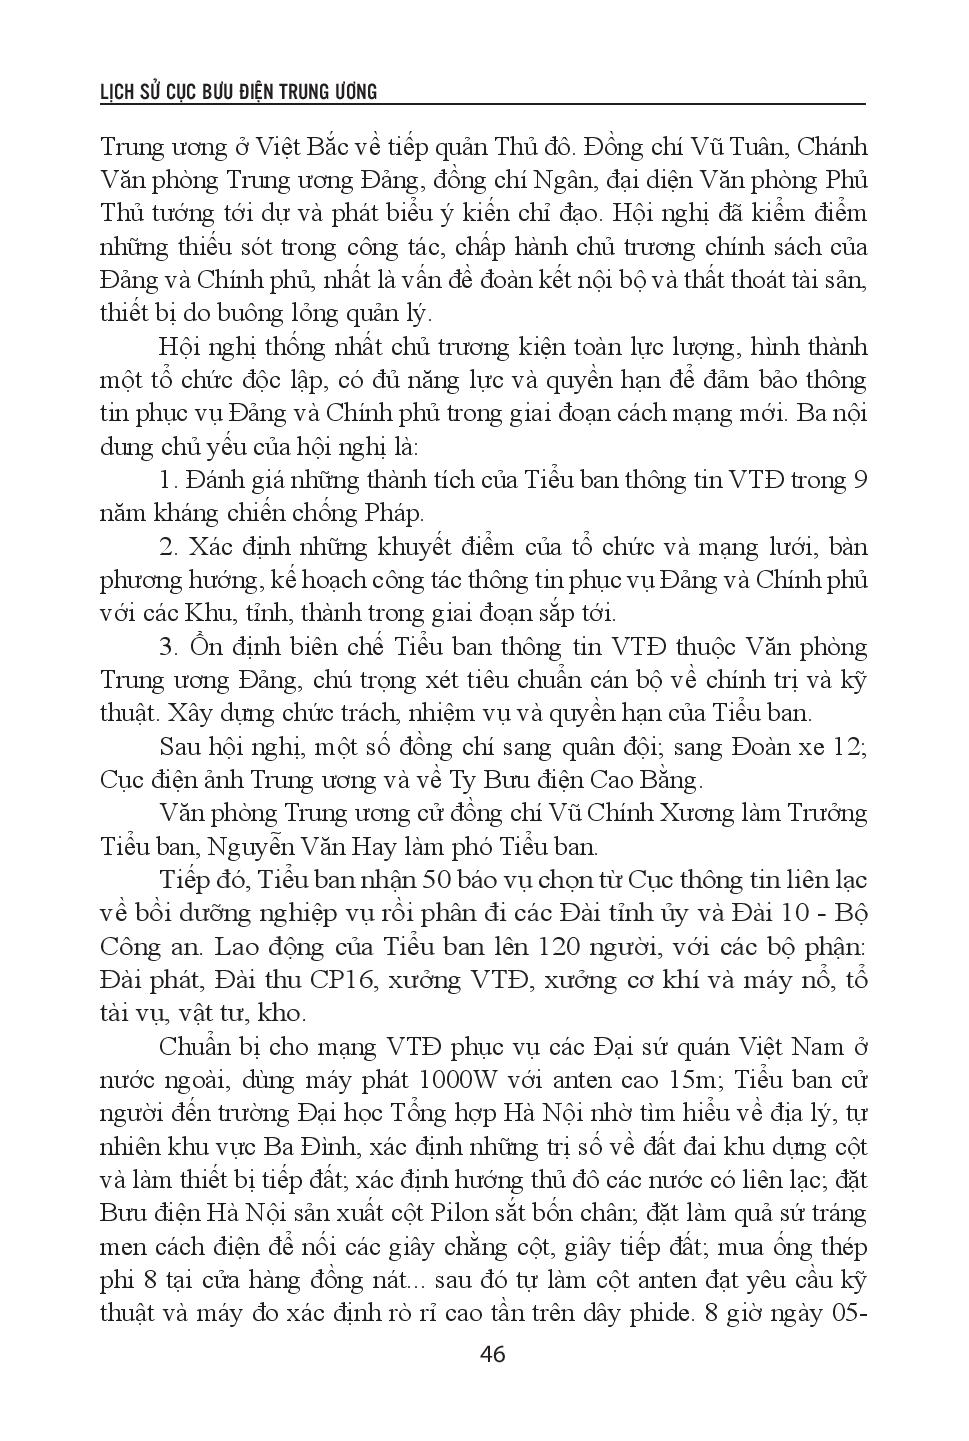 LỊCH SỬ CỤC BƯU ĐIỆN TRUNG ƯƠNG
Trung ương ở Việt Bắc về tiếp quản Thủ đô. Đồng chí Vũ Tuân, Chánh
Văn phòng Trung ương Đảng, đồng chí Ngân, đại diện Văn phòng Phủ
Thủ tướng tới dự và phát biểu ý kiến chỉ đạo. Hội nghị đã kiểm điểm
những thiếu sót trong công tác, chấp hành chủ trương chính sách của
Đảng và Chính phủ, nhất là vấn đề đoàn kết nội bộ và thất thoát tài sản,
thiết bị do buông lỏng quản lý.
Hội nghị thống nhất chủ trương kiện toàn lực lượng, hình thành
một tổ chức độc lập, có đủ năng lực và quyền hạn để đảm bảo thông
tin phục vụ Đảng và Chính phủ trong giai đoạn cách mạng mới. Ba nội
dung chủ yếu của hội nghị là:
1. Đánh giá những thành tích của Tiểu ban thông tin VTĐ trong 9
năm kháng chiến chống Pháp.
2. Xác định những khuyết điểm của tổ chức và mạng lưới, bàn
phương hướng, kế hoạch công tác thông tin phục vụ Đảng và Chính phủ
với các Khu, tỉnh, thành trong giai đoạn sắp tới.
3. Ổn định biên chế Tiểu ban thông tin VTĐ thuộc Văn phòng
Trung ương Đảng, chú trọng xét tiêu chuẩn cán bộ về chính trị và kỹ
thuật. Xây dựng chức trách, nhiệm vụ và quyền hạn của Tiểu ban.
Sau hội nghị, một số đồng chí sang quân đội; sang Đoàn xe 12;
Cục điện ảnh Trung ương và về Ty Bưu điện Cao Bằng.
Văn phòng Trung ương cử đồng chí Vũ Chính Xương làm Trưởng
Tiểu ban, Nguyễn Văn Hay làm phó Tiểu ban.
Tiếp đó, Tiểu ban nhận 50 báo vụ chọn từ Cục thông tin liên lạc
về bồi dưỡng nghiệp vụ rồi phân đi các Đài tỉnh ủy và Đài 10 - Bộ
Công an. Lao động của Tiểu ban lên 120 người, với các bộ phận:
Đài phát, Đài thu CP16, xưởng VTĐ, xưởng cơ khí và máy nổ, tổ
tài vụ, vật tư, kho.
Chuẩn bị cho mạng VTĐ phục vụ các Đại sứ quán Việt Nam ở
nước ngoài, dùng máy phát 1000W với anten cao 15m; Tiểu ban cử
người đến trường Đại học Tổng hợp Hà Nội nhờ tìm hiểu về địa lý, tự
nhiên khu vực Ba Đình, xác định những trị số về đất đai khu dựng cột
và làm thiết bị tiếp đất; xác định hướng thủ đô các nước có liên lạc; đặt
Bưu điện Hà Nội sản xuất cột Pilon sắt bốn chân; đặt làm quả sứ tráng
men cách điện để nối các giây chằng cột, giây tiếp đất; mua ống thép
phi 8 tại cửa hàng đồng nát... sau đó tự làm cột anten đạt yêu cầu kỹ
thuật và máy đo xác định rò rỉ cao tần trên dây phide. 8 giờ ngày 05-
46